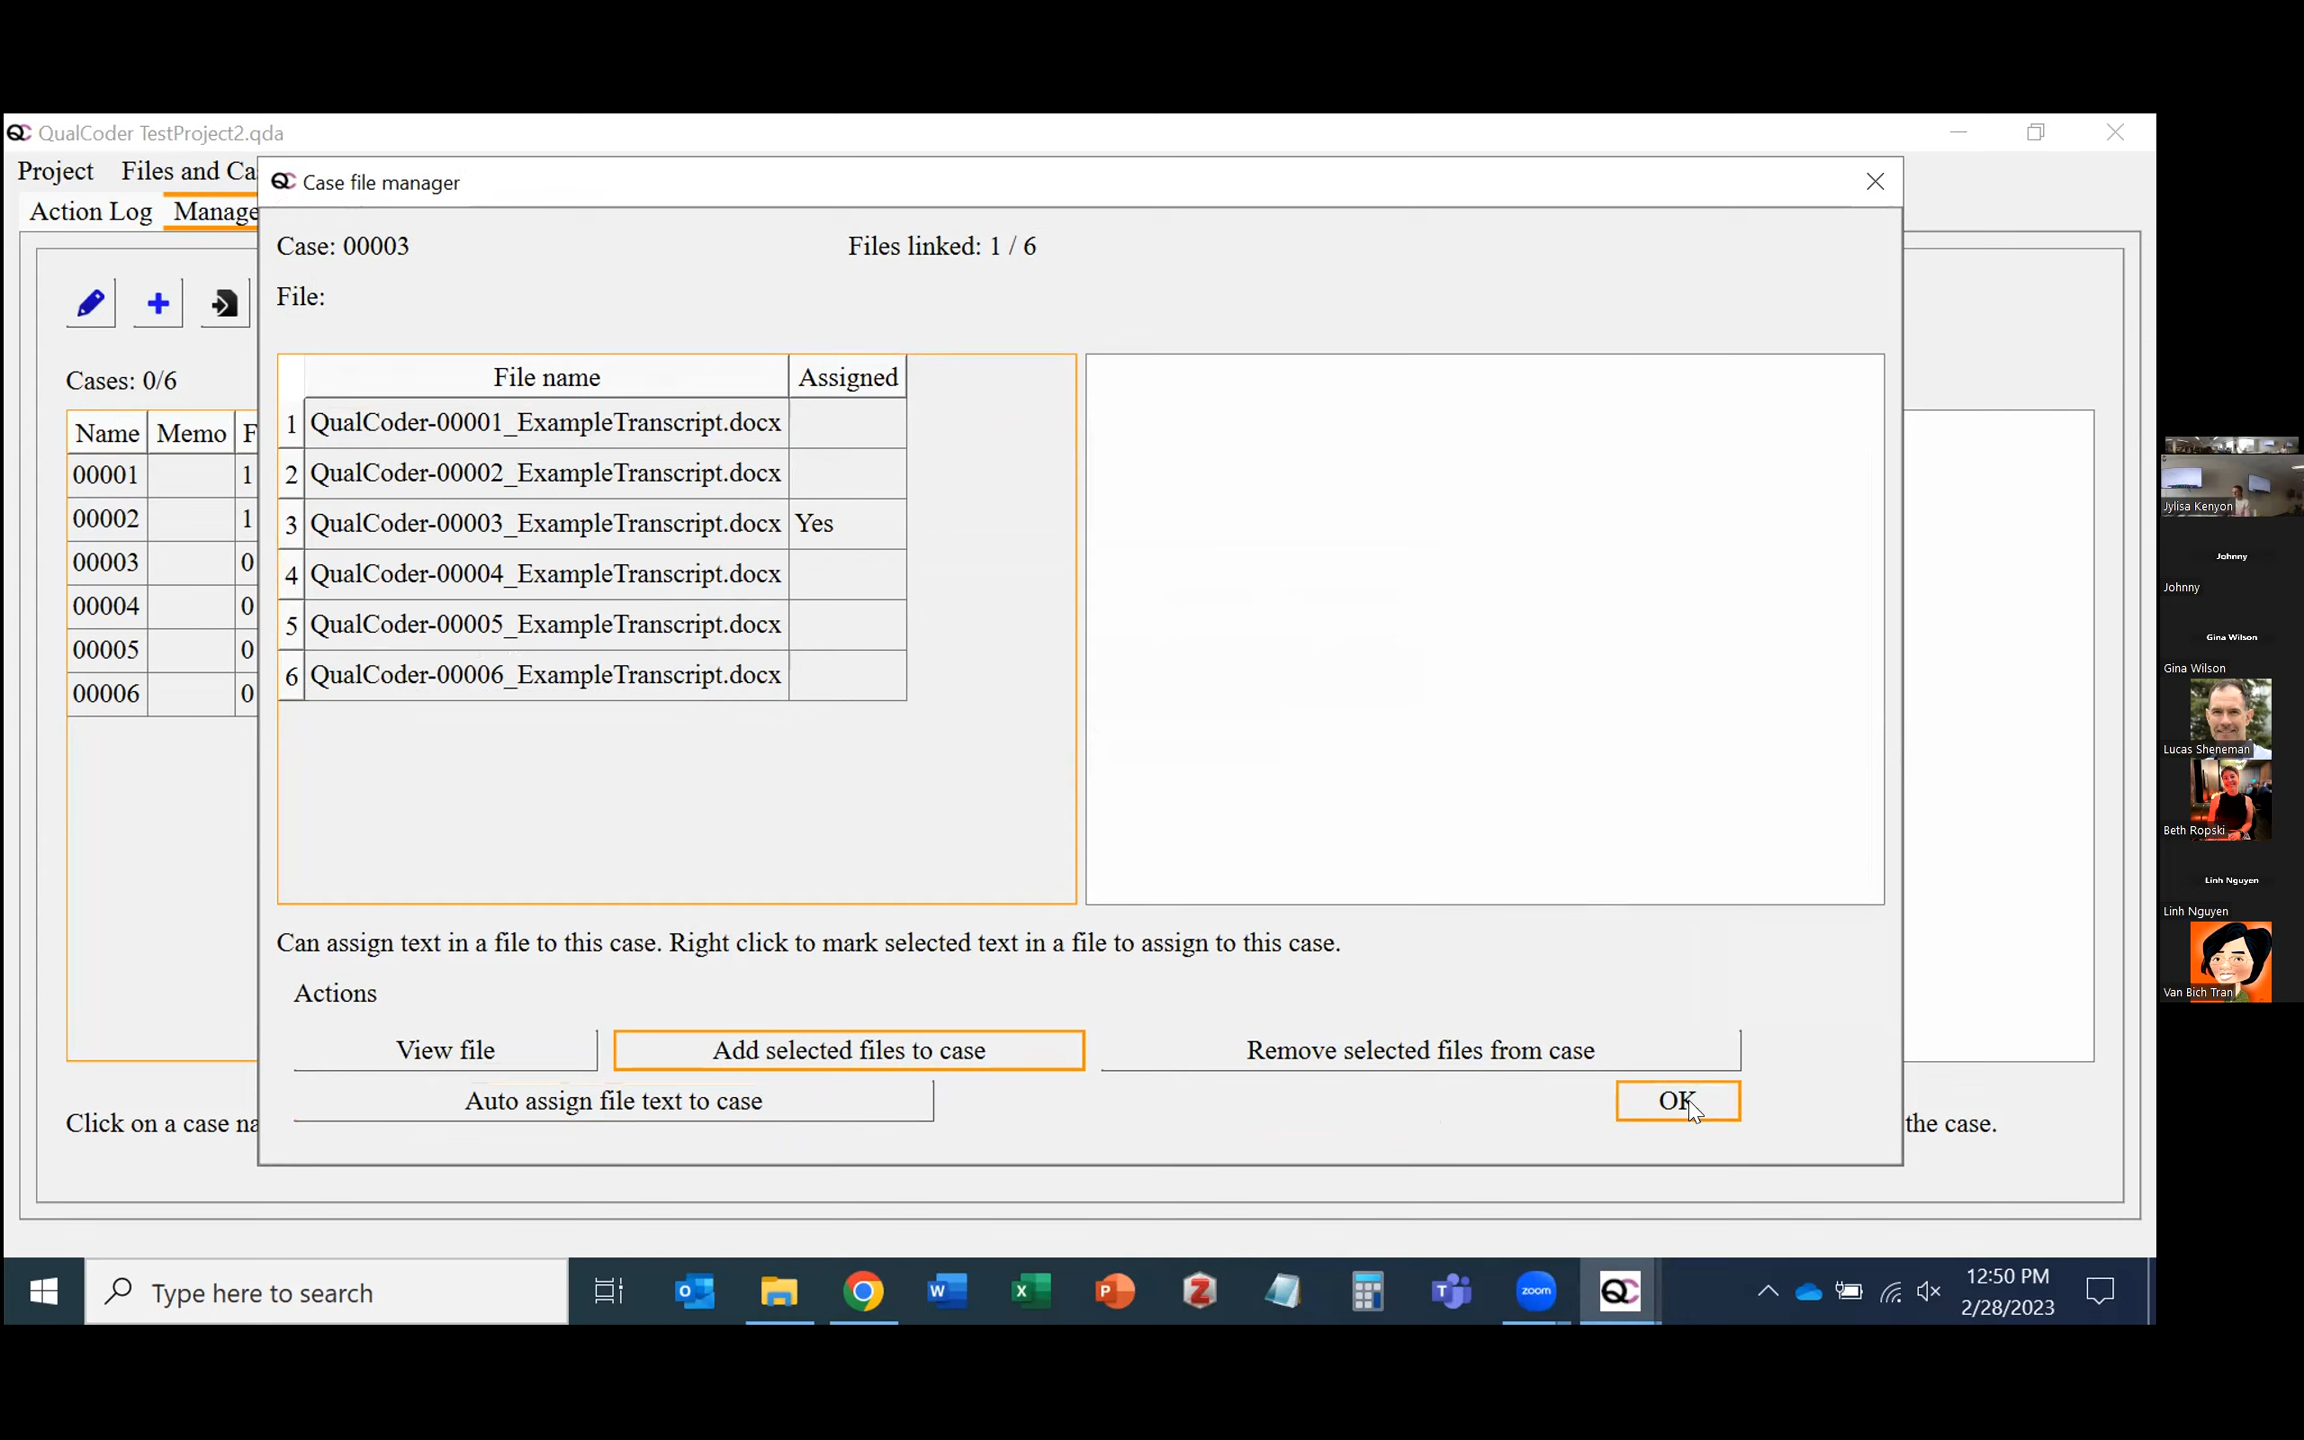 QualCoder TestProject2.qda
Project Files and Ca
Action Log Manage
Case file manager
Case: 00003 Files linked: 1 / 6
File:
Cases: 0/6
Name Memo F
00001 1
00002 1
00003 0
00004 0
00005 0
00006 0
File name Assigned
1 QualCoder-00001_ExampleTranscript.docx
2 QualCoder-00002_ExampleTranscript.docx
3 QualCoder-00003_ExampleTranscript.docx Yes
4 QualCoder-00004_ExampleTranscript.docx
5 QualCoder-00005_ExampleTranscript.docx
6 QualCoder-00006_ExampleTranscript.docx
Can assign text in a file to this case. Right click to mark selected text in a file to assign to this case.
Actions
View file Add selected files to case Remove selected files from case
Auto assign file text to case OK
Click on a case na the case.
Type here to search
zoom
12:50 PM
2/28/2023
Jylisa Kenyon
Johnny
Johnny
Gina Wilson
Gina Wilson
Lucas Sheneman
Beth Ropski
Linh Nguyen
Linh Nguyen
Van Bich Tran